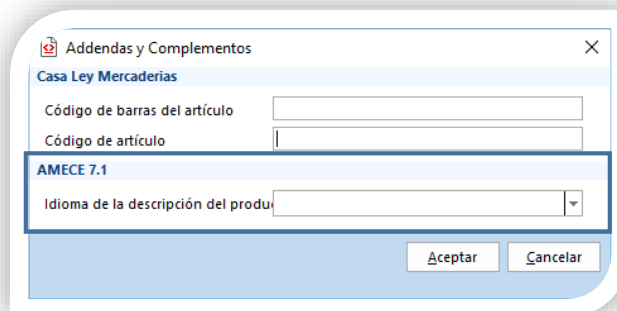 Addendas y Complementos
Casa Ley Mercaderias
Código de barras del artículo
Código de artículo
AMECE 7.1
Idioma de la descripción del produc
Aceptar Cancelar